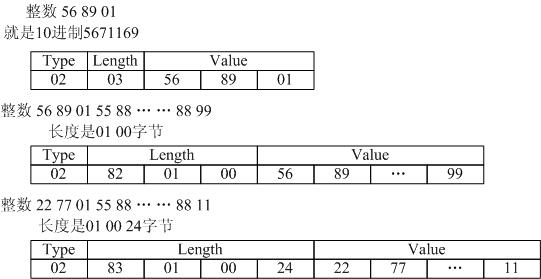 整数 56 89 01
就是10进制5671169
Type Length Value
02 03 56 89 01
整数 56 89 01 55 88 … … 88 99
长度是01 00字节
Type Length Value
02 82 01 00 56 89 … 99
整数 22 77 01 55 88 … … 88 11
长度是01 00 24字节
Type Length Value
02 83 01 00 24 22 77 … 11